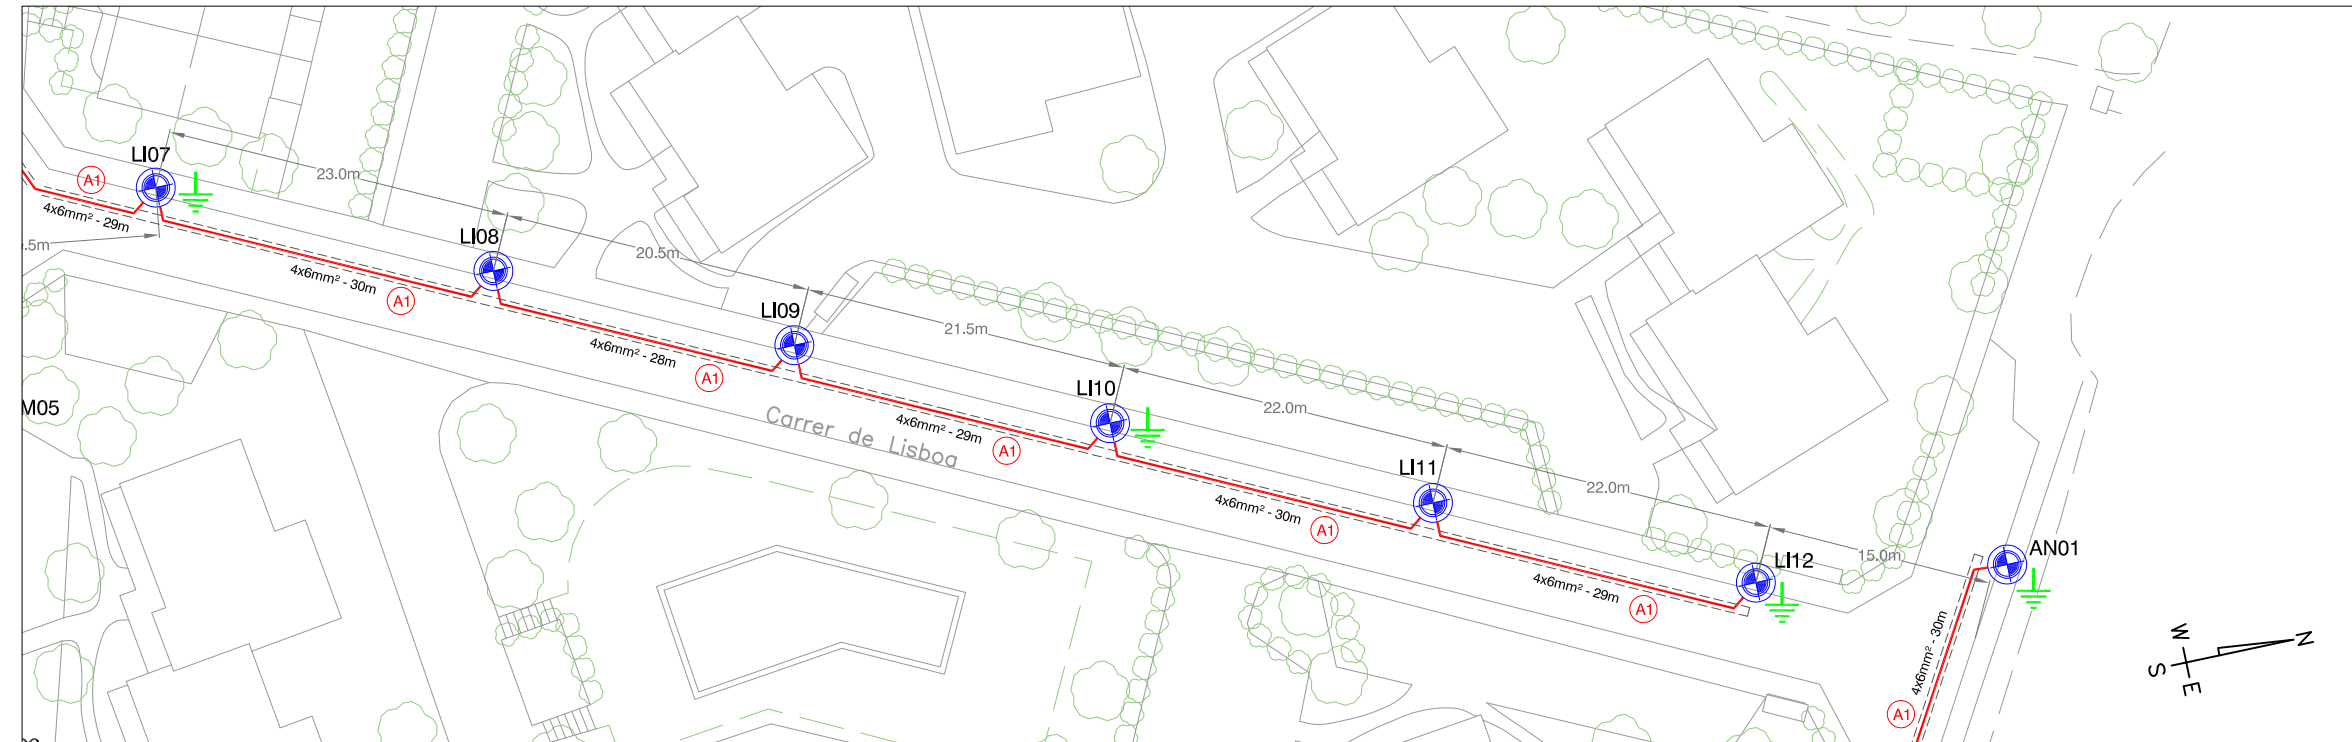 LI07
A1
4x6mm² - 29m
.5m
23.0m
4x6mm² - 30m
A1
LI08
20.5m
4x6mm² - 28m
A1
LI09
21.5m
4x6mm² - 29m
A1
Carrer de Lisboa
LI10
22.0m
4x6mm² - 30m
A1
LI11
22.0m
4x6mm² - 29m
A1
LI12
15.0m
AN01
4x6mm² - 30m
A1
M05
N
W
S
E